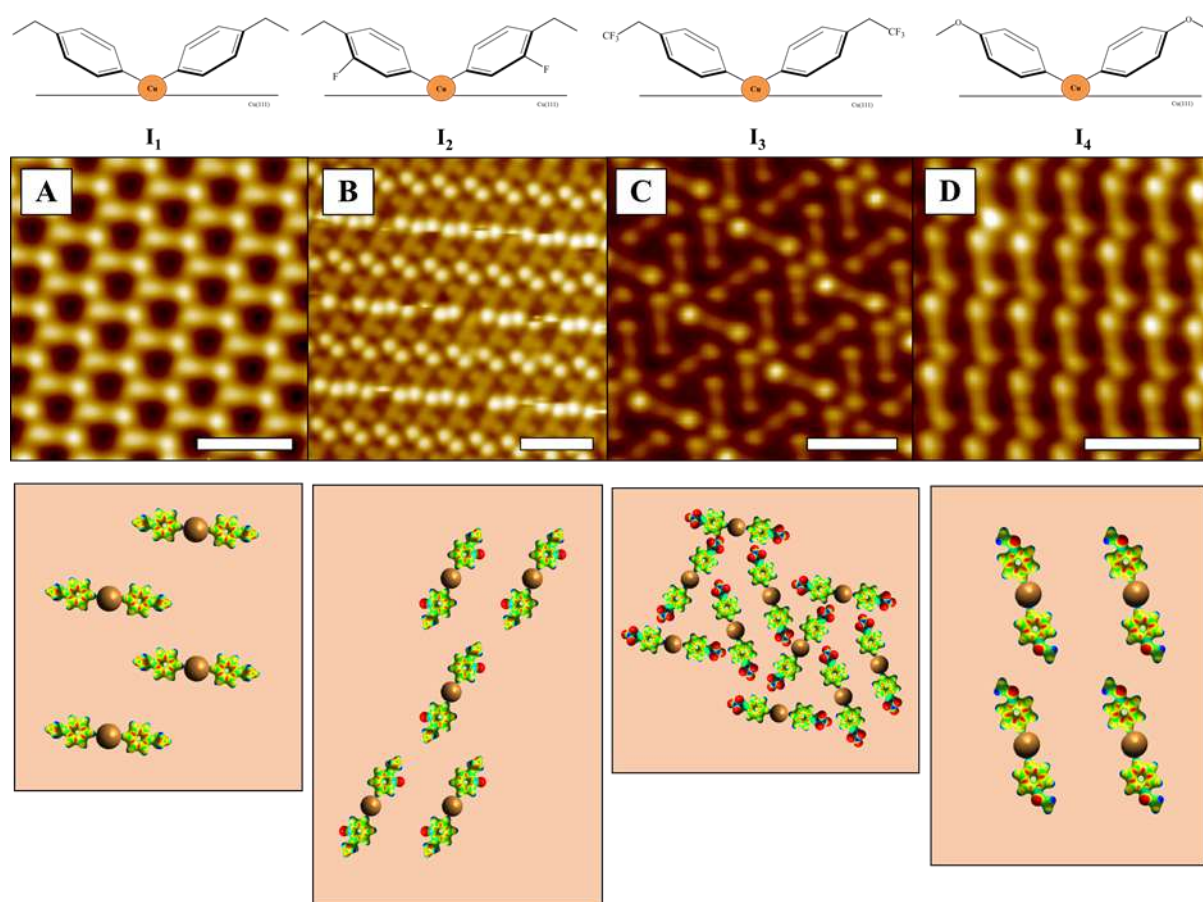 CF₃
CF₃
O
O
F
F
Cu
Cu
Cu
Cu
Cu(111)
Cu(111)
Cu(111)
Cu(111)
I₁
I₂
I₃
I₄
A
B
C
D